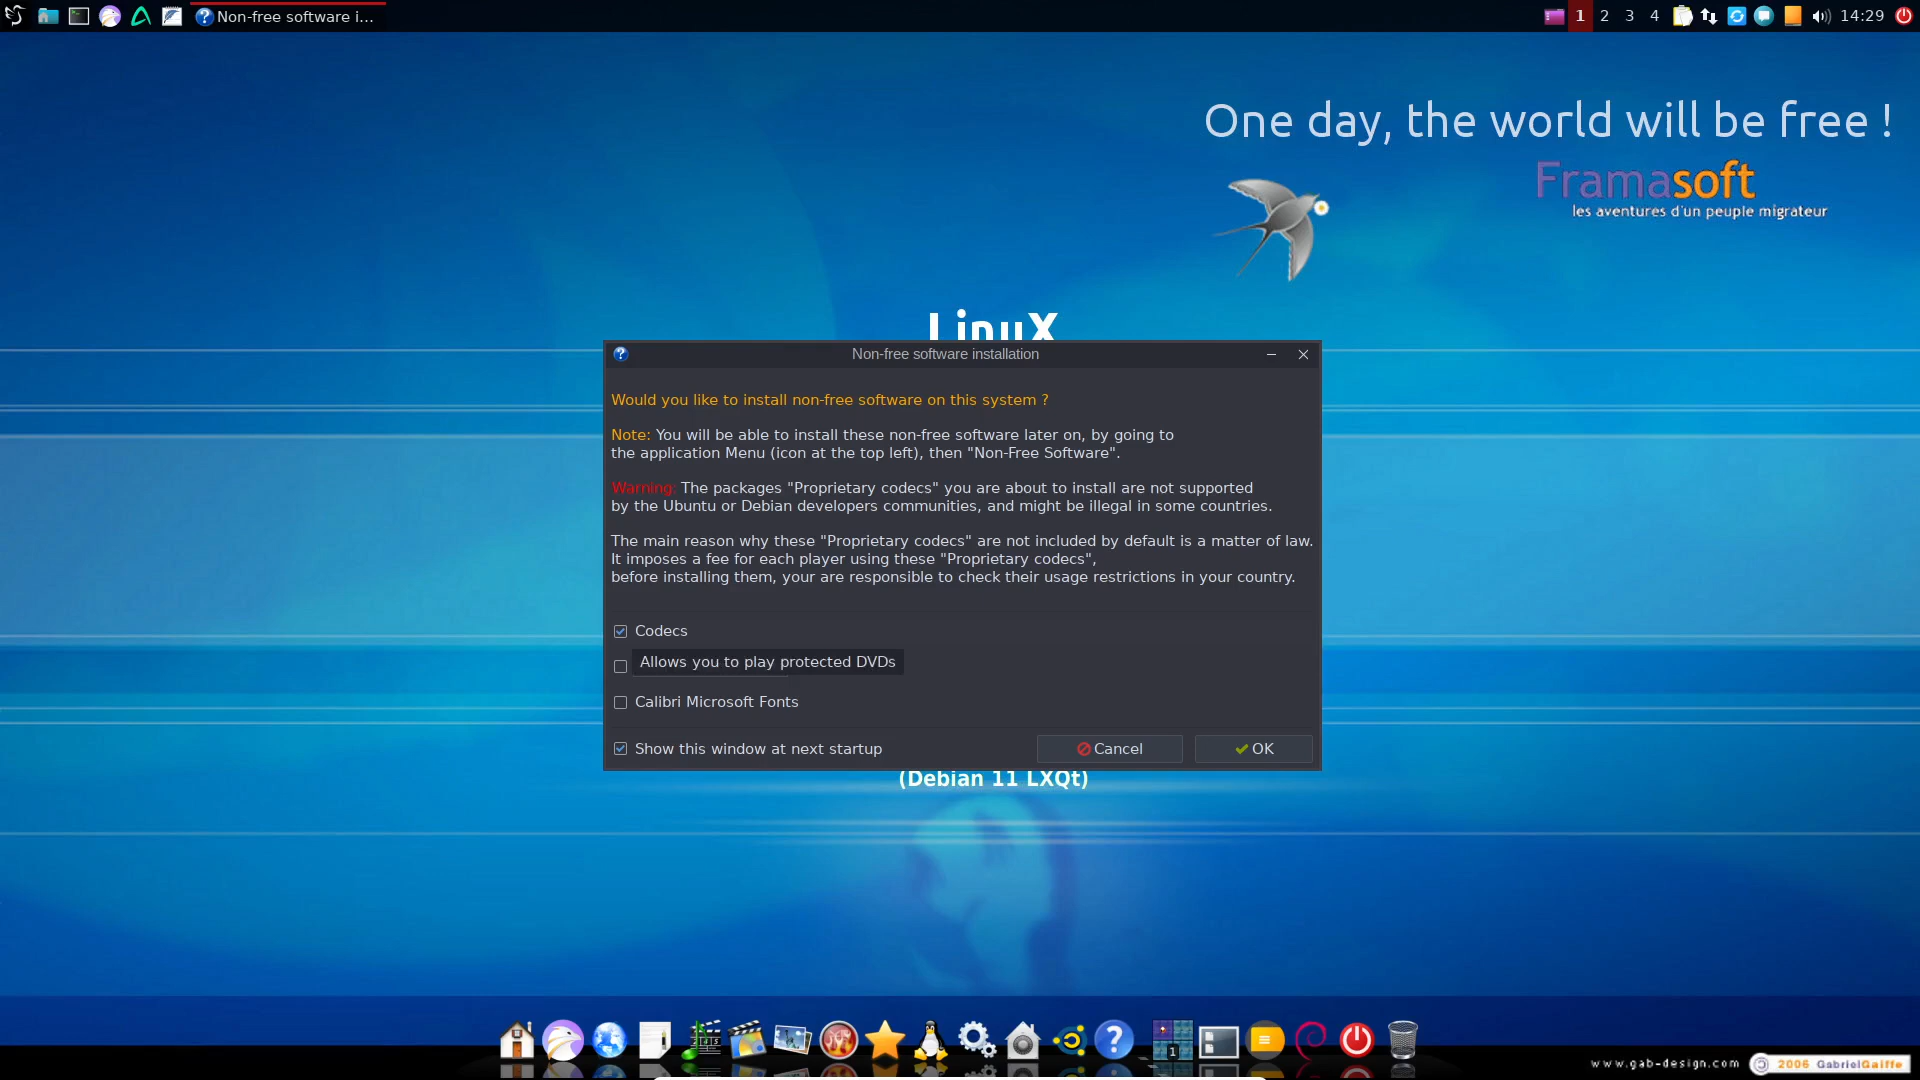 Non-free software i...
1 2 3 4
14:29
One day, the world will be free !
Framasoft
les aventures d'un peuple migrateur
LinuX
Non-free software installation
Would you like to install non-free software on this system ?
Note: You will be able to install these non-free software later on, by going to
the application Menu (icon at the top left), then "Non-Free Software".
Warning: The packages "Proprietary codecs" you are about to install are not supported
by the Ubuntu or Debian developers communities, and might be illegal in some countries.
The main reason why these "Proprietary codecs" are not included by default is a matter of law.
It imposes a fee for each player using these "Proprietary codecs",
before installing them, your are responsible to check their usage restrictions in your country.
Codecs
Allows you to play protected DVDs
Calibri Microsoft Fonts
Show this window at next startup
Cancel
OK
(Debian 11 LXQt)
1
www.gab-design.com
2006 GabrielGaiffe